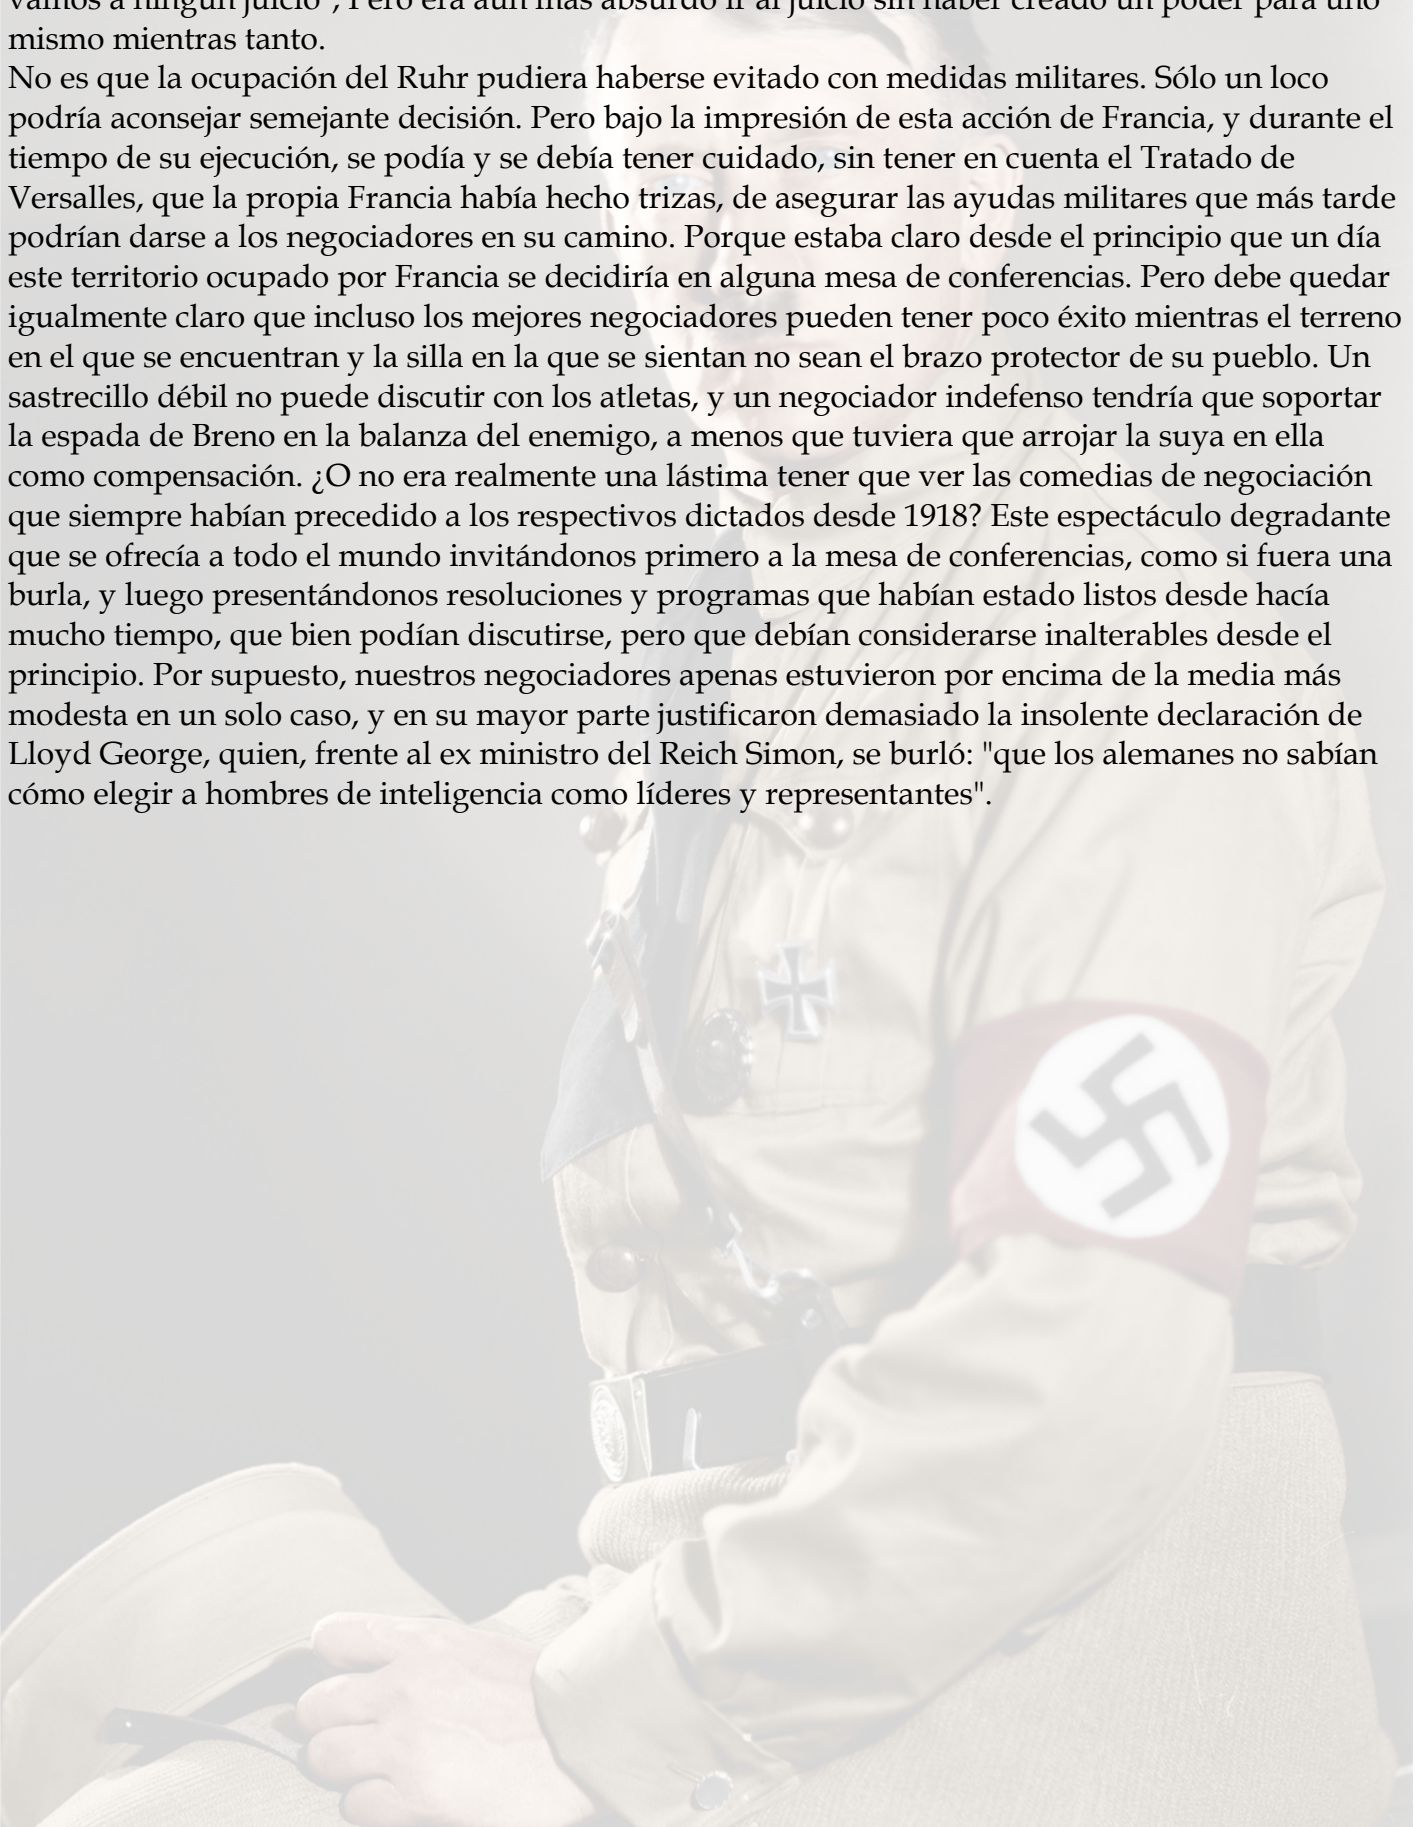 vamos a ningún juicio", Pero era aún más absurdo ir al juicio sin haber creado un poder para uno
mismo mientras tanto.
No es que la ocupación del Ruhr pudiera haberse evitado con medidas militares. Sólo un loco
podría aconsejar semejante decisión. Pero bajo la impresión de esta acción de Francia, y durante el
tiempo de su ejecución, se podía y se debía tener cuidado, sin tener en cuenta el Tratado de
Versalles, que la propia Francia había hecho trizas, de asegurar las ayudas militares que más tarde
podrían darse a los negociadores en su camino. Porque estaba claro desde el principio que un día
este territorio ocupado por Francia se decidiría en alguna mesa de conferencias. Pero debe quedar
igualmente claro que incluso los mejores negociadores pueden tener poco éxito mientras el terreno
en el que se encuentran y la silla en la que se sientan no sean el brazo protector de su pueblo. Un
sastrecillo débil no puede discutir con los atletas, y un negociador indefenso tendría que soportar
la espada de Breno en la balanza del enemigo, a menos que tuviera que arrojar la suya en ella
como compensación. ¿O no era realmente una lástima tener que ver las comedias de negociación
que siempre habían precedido a los respectivos dictados desde 1918? Este espectáculo degradante
que se ofrecía a todo el mundo invitándonos primero a la mesa de conferencias, como si fuera una
burla, y luego presentándonos resoluciones y programas que habían estado listos desde hacía
mucho tiempo, que bien podían discutirse, pero que debían considerarse inalterables desde el
principio. Por supuesto, nuestros negociadores apenas estuvieron por encima de la media más
modesta en un solo caso, y en su mayor parte justificaron demasiado la insolente declaración de
Lloyd George, quien, frente al ex ministro del Reich Simon, se burló: "que los alemanes no sabían
cómo elegir a hombres de inteligencia como líderes y representantes".